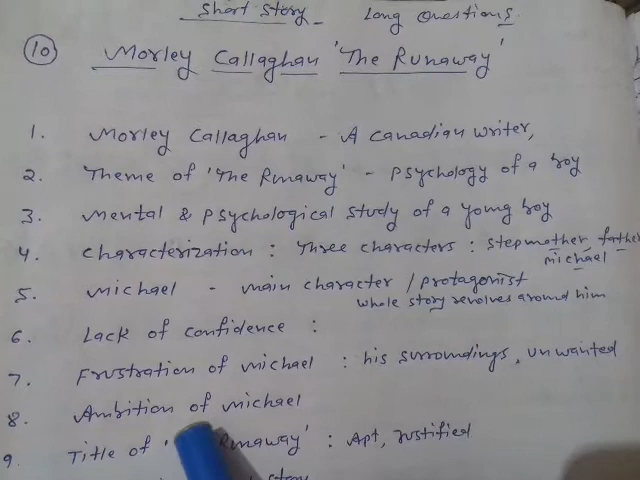 Short Story Long Questions
10 Morley Callaghan 'The Runaway'
1. Morley Callaghan - A Canadian writer,
2. Theme of 'The Runaway' - Psychology of a boy
3. Mental & Psychological study of a young boy
4. Characterization : Three characters : Stepmother, father
michael
5. Michael - main character / protagonist
whole story revolves around him
6. Lack of confidence :
7. Frustration of michael : his surroundings, unwanted
8. Ambition of michael
9. Title of ' Runaway' : Apt, Justified
story